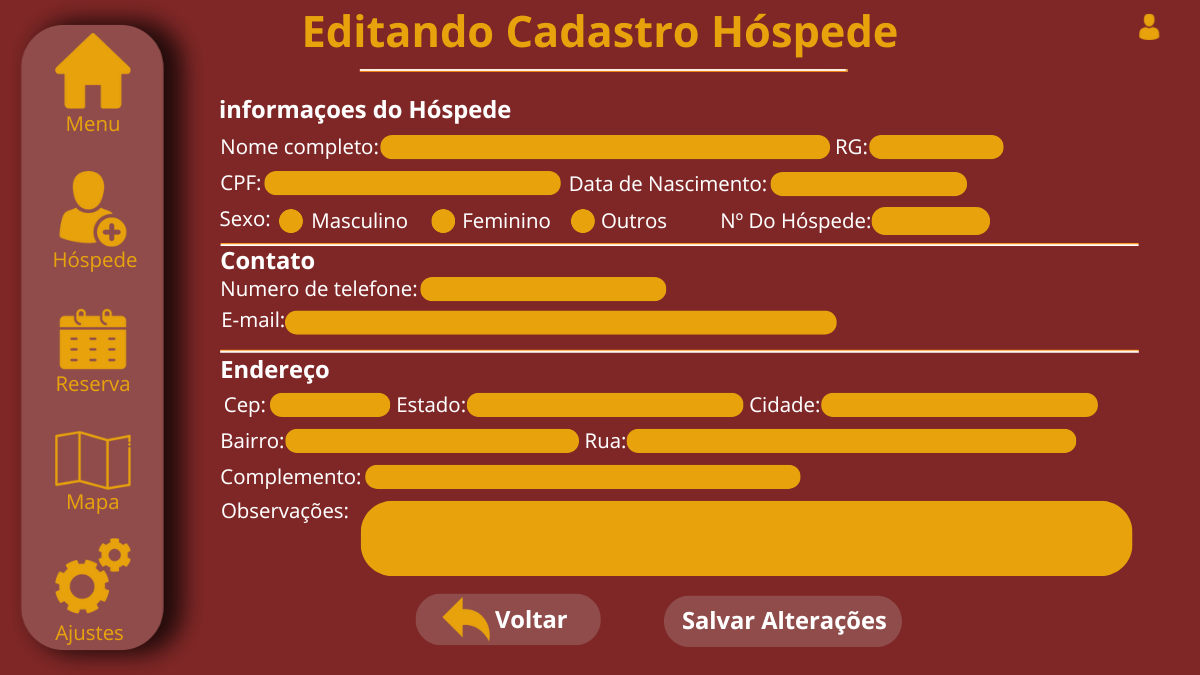 Editando Cadastro Hóspede
Menu
Hóspede
Reserva
Mapa
Ajustes
informaçoes do Hóspede
Nome completo: RG:
CPF: Data de Nascimento:
Sexo: Masculino Feminino Outros Nº Do Hóspede:
Contato
Numero de telefone:
E-mail:
Endereço
Cep: Estado: Cidade:
Bairro: Rua:
Complemento:
Observações:
Voltar Salvar Alterações